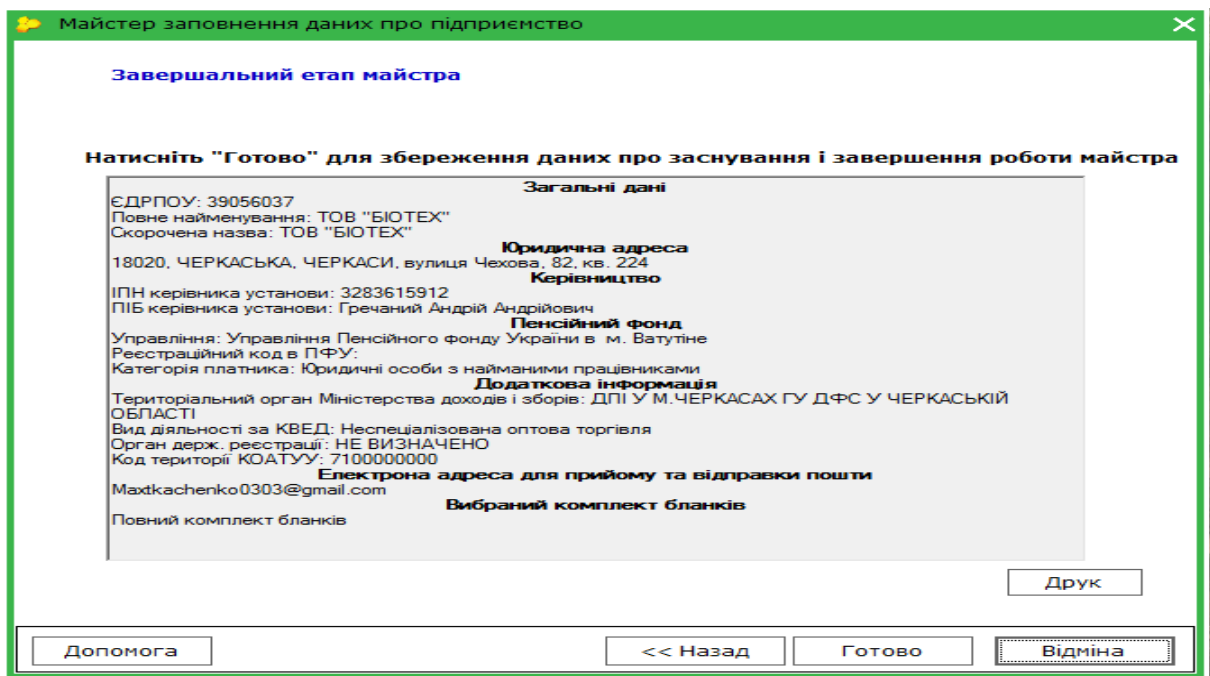 Майстер заповнення даних про підприємство
Завершальний етап майстра
Натисніть "Готово" для збереження даних про заснування і завершення роботи майстра
Загальні дані
ЄДРПОУ: 39056037
Повне найменування: ТОВ "БІОТЕХ"
Скорочена назва: ТОВ "БІОТЕХ"
Юридична адреса
18020, ЧЕРКАСЬКА, ЧЕРКАСИ, вулиця Чехова, 82, кв. 224
Керівництво
ІПН керівника установи: 3283615912
ПІБ керівника установи: Гречаний Андрій Андрійович
Пенсійний фонд
Управління: Управління Пенсійного фонду України в м. Ватутіне
Реєстраційний код в ПФУ:
Категорія платника: Юридичні особи з найманими працівниками
Додаткова інформація
Територіальний орган Міністерства доходів і зборів: ДПІ У М.ЧЕРКАСАХ ГУ ДФС У ЧЕРКАСЬКІЙ
ОБЛАСТІ
Вид діяльності за КВЕД: Неспеціалізована оптова торгівля
Орган держ. реєстрації: НЕ ВИЗНАЧЕНО
Код території КОАТУУ: 7100000000
Електрона адреса для прийому та відправки пошти
Maxtkachenko0303@gmail.com
Вибраний комплект бланків
Повний комплект бланків
Друк
Допомога
<< Назад
Готово
Відміна